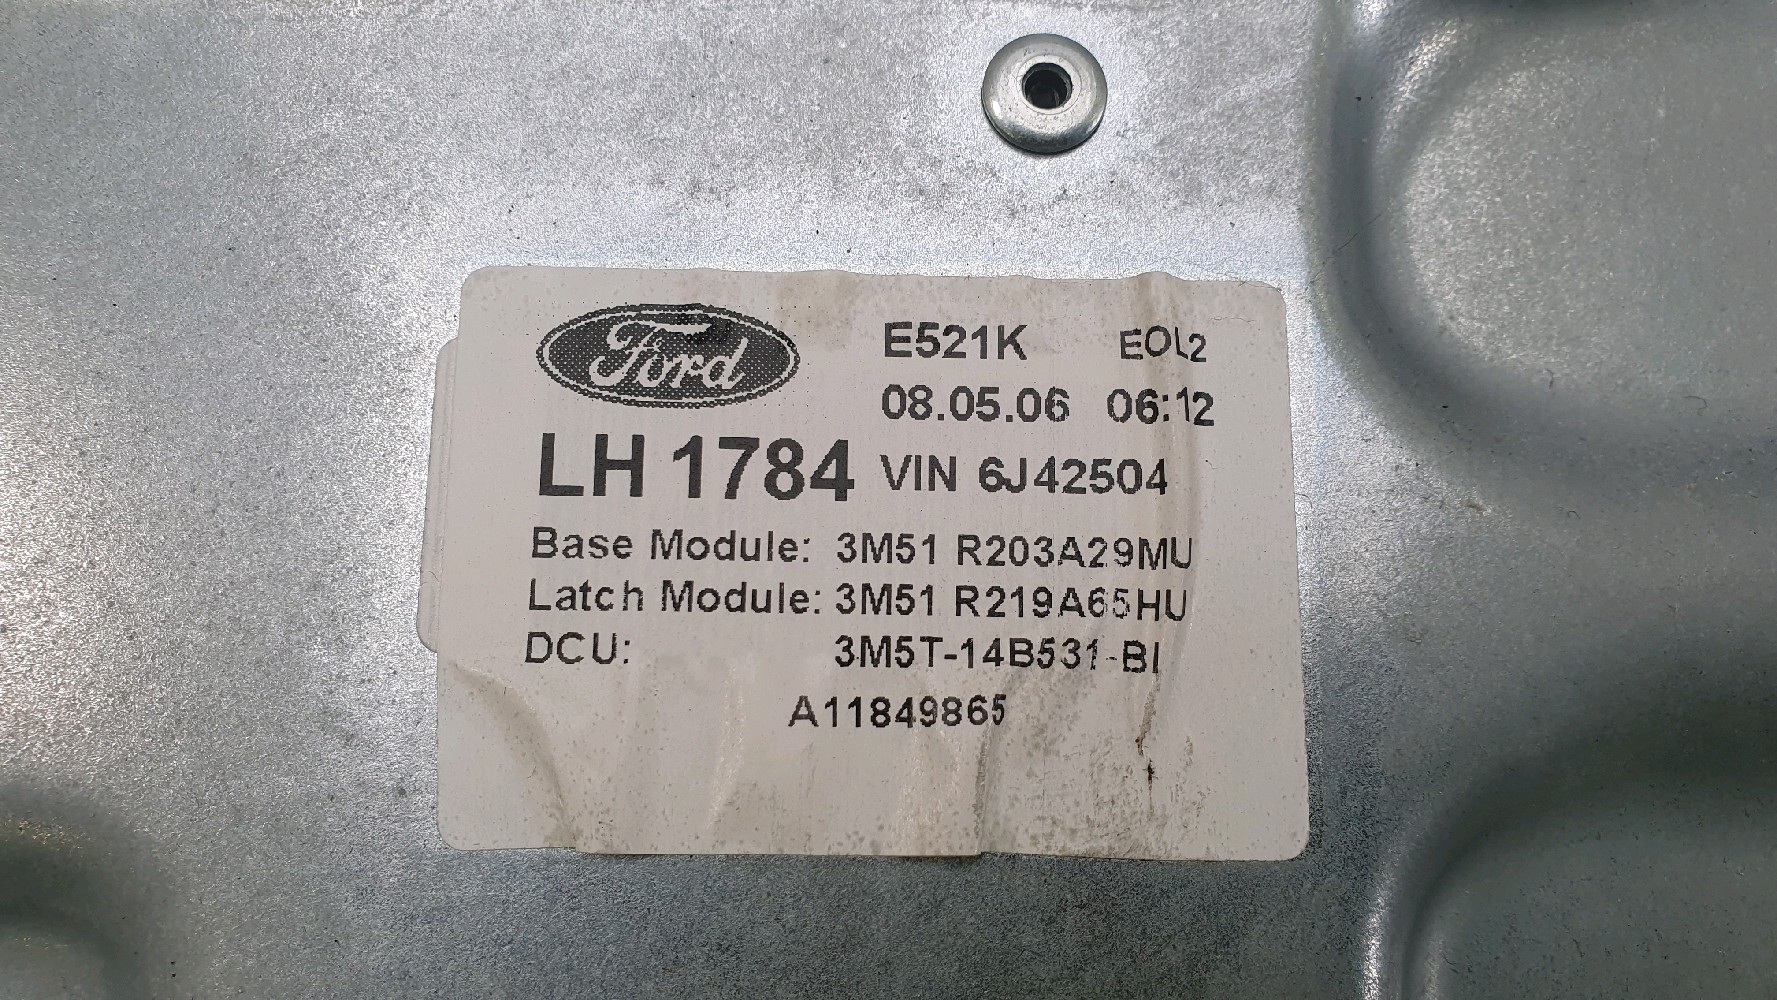 Ford E521K EOL2
08.05.06 06:12
LH 1784 VIN 6J42504
Base Module: 3M51 R203A29MU
Latch Module: 3M51 R219A65HU
DCU: 3M5T-14B531-BI
A11849865